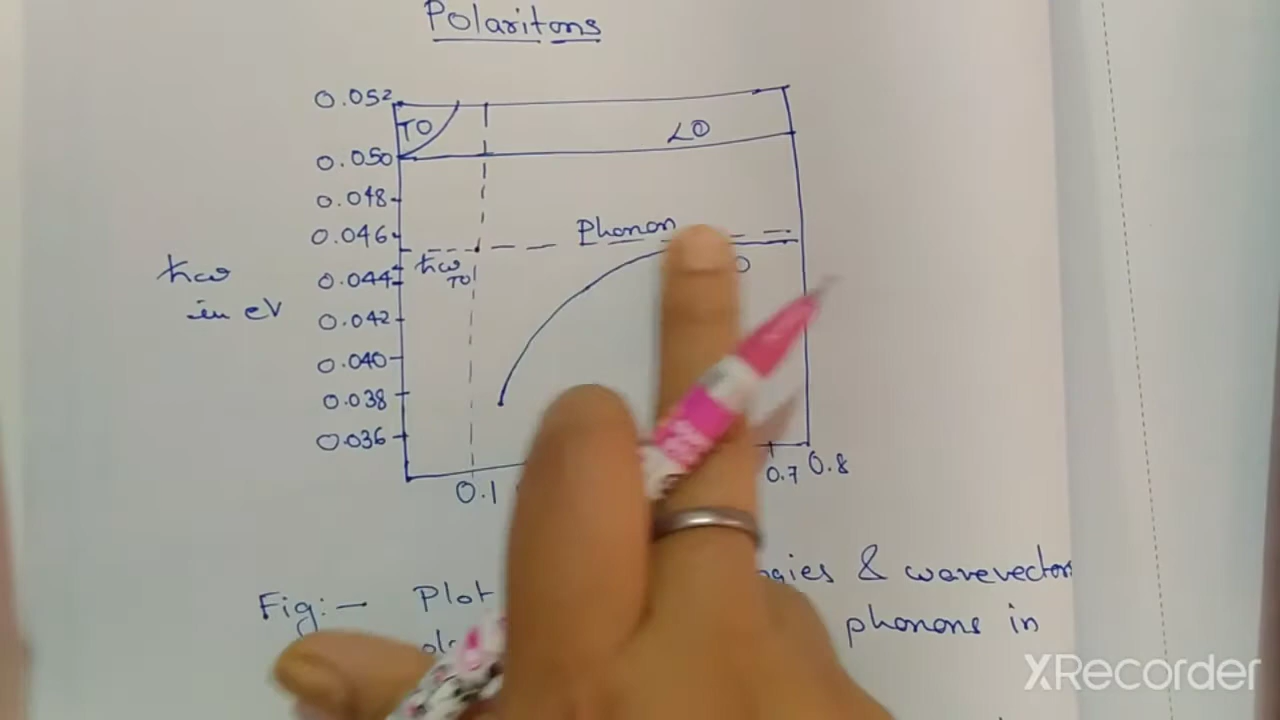 Polaritons
0.052
TO
LO
0.050
0.048
Phonon
0.046
ħω
ħω TO
0.044
in eV
0.042
0.040
0.038
0.036
0.1
0.7 0.8
Fig:- Plot & wavevectors
phonons in
XRecorder